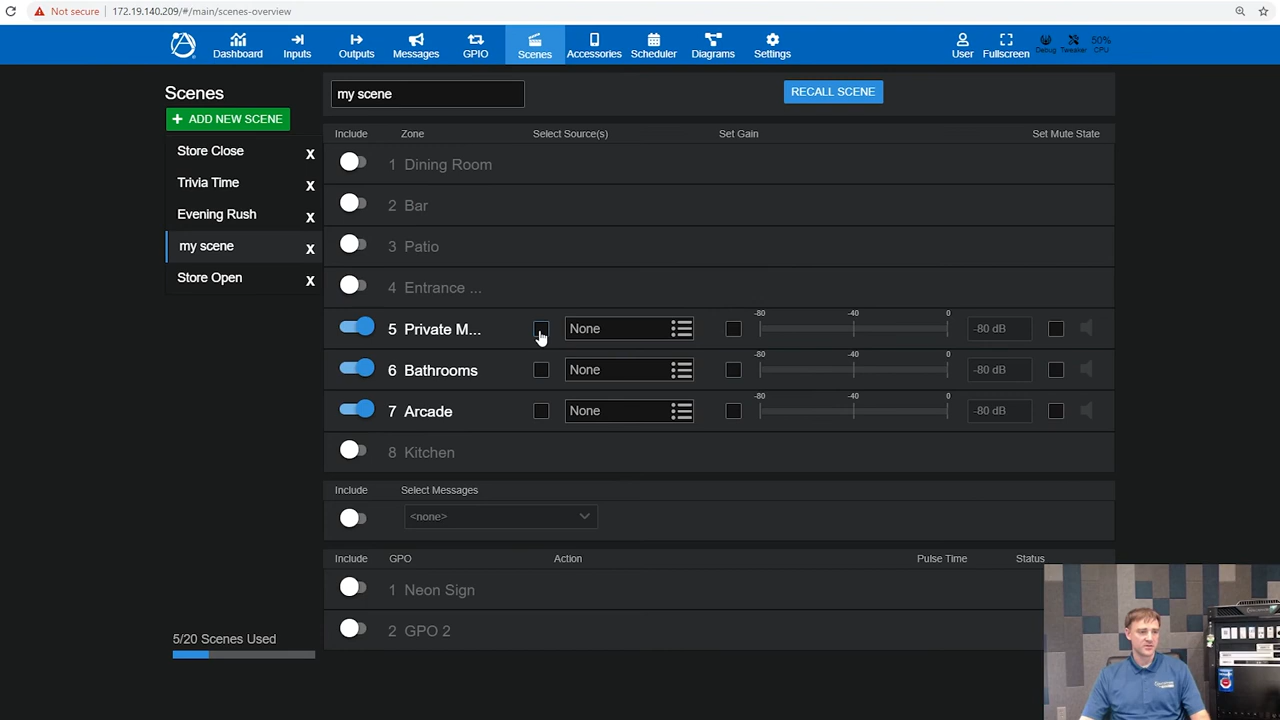 Not secure 172.19.140.209/#/main/scenes-overview
Dashboard Inputs Outputs Messages GPIO Scenes Accessories Scheduler Diagrams Settings User Fullscreen Debug Tweaker 50% CPU
Scenes
+ ADD NEW SCENE
Store Close x
Trivia Time x
Evening Rush x
my scene x
Store Open x
5/20 Scenes Used
my scene RECALL SCENE
Include Zone Select Source(s) Set Gain Set Mute State
1 Dining Room
2 Bar
3 Patio
4 Entrance ...
5 Private M... None -80 -40 0 -80 dB
6 Bathrooms None -80 -40 0 -80 dB
7 Arcade None -80 -40 0 -80 dB
8 Kitchen
Include Select Messages
<none>
Include GPO Action Pulse Time Status
1 Neon Sign
2 GPO 2